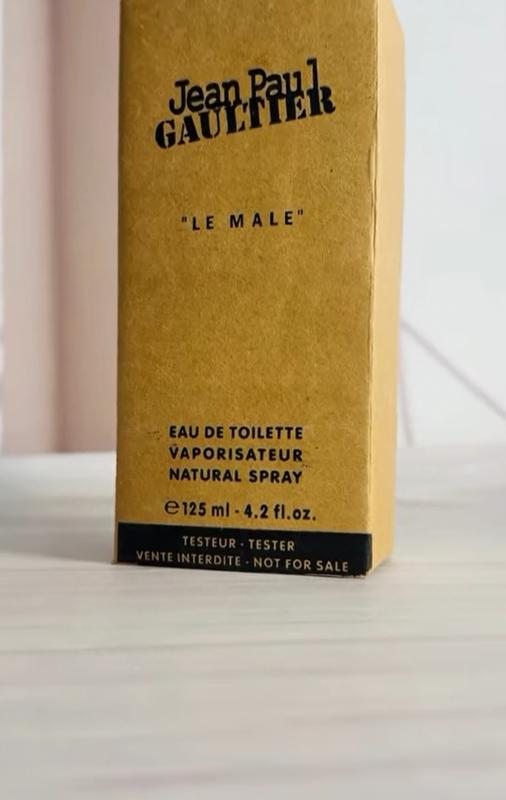 Jean Paul
GAULTIER
"LE MALE"
EAU DE TOILETTE
VAPORISATEUR
NATURAL SPRAY
℮125 ml - 4.2 fl.oz.
TESTEUR - TESTER
VENTE INTERDITE - NOT FOR SALE